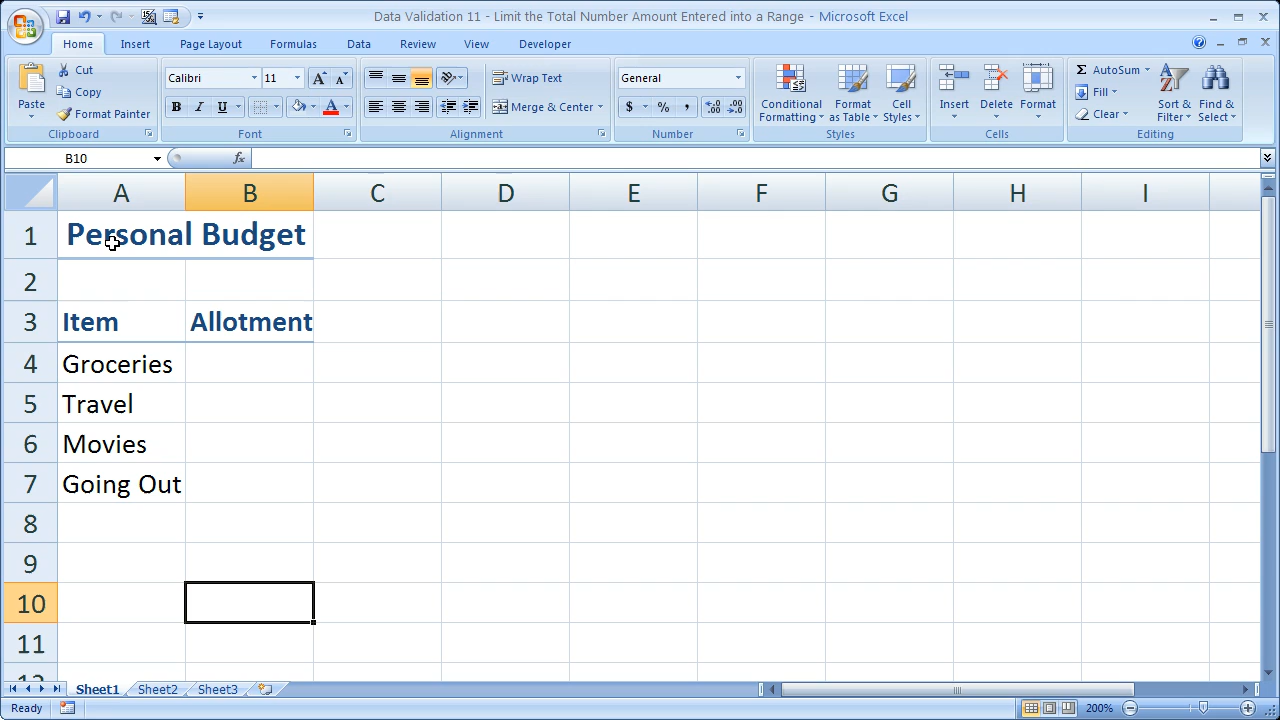 Data Validation 11 - Limit the Total Number Amount Entered into a Range - Microsoft Excel
Home Insert Page Layout Formulas Data Review View Developer
Paste
Cut
Copy
Format Painter
Clipboard
Calibri 11
B I U
Font
Wrap Text
Merge & Center
Alignment
General
$ % ,
Number
Conditional Formatting
Format as Table
Cell Styles
Styles
Insert Delete Format
Cells
Σ AutoSum
Fill
Clear
Sort & Filter
Find & Select
Editing
B10 fx
A B C D E F G H I
1 Personal Budget
2
3 Item Allotment
4 Groceries
5 Travel
6 Movies
7 Going Out
8
9
10
11
Sheet1 Sheet2 Sheet3
Ready 200%